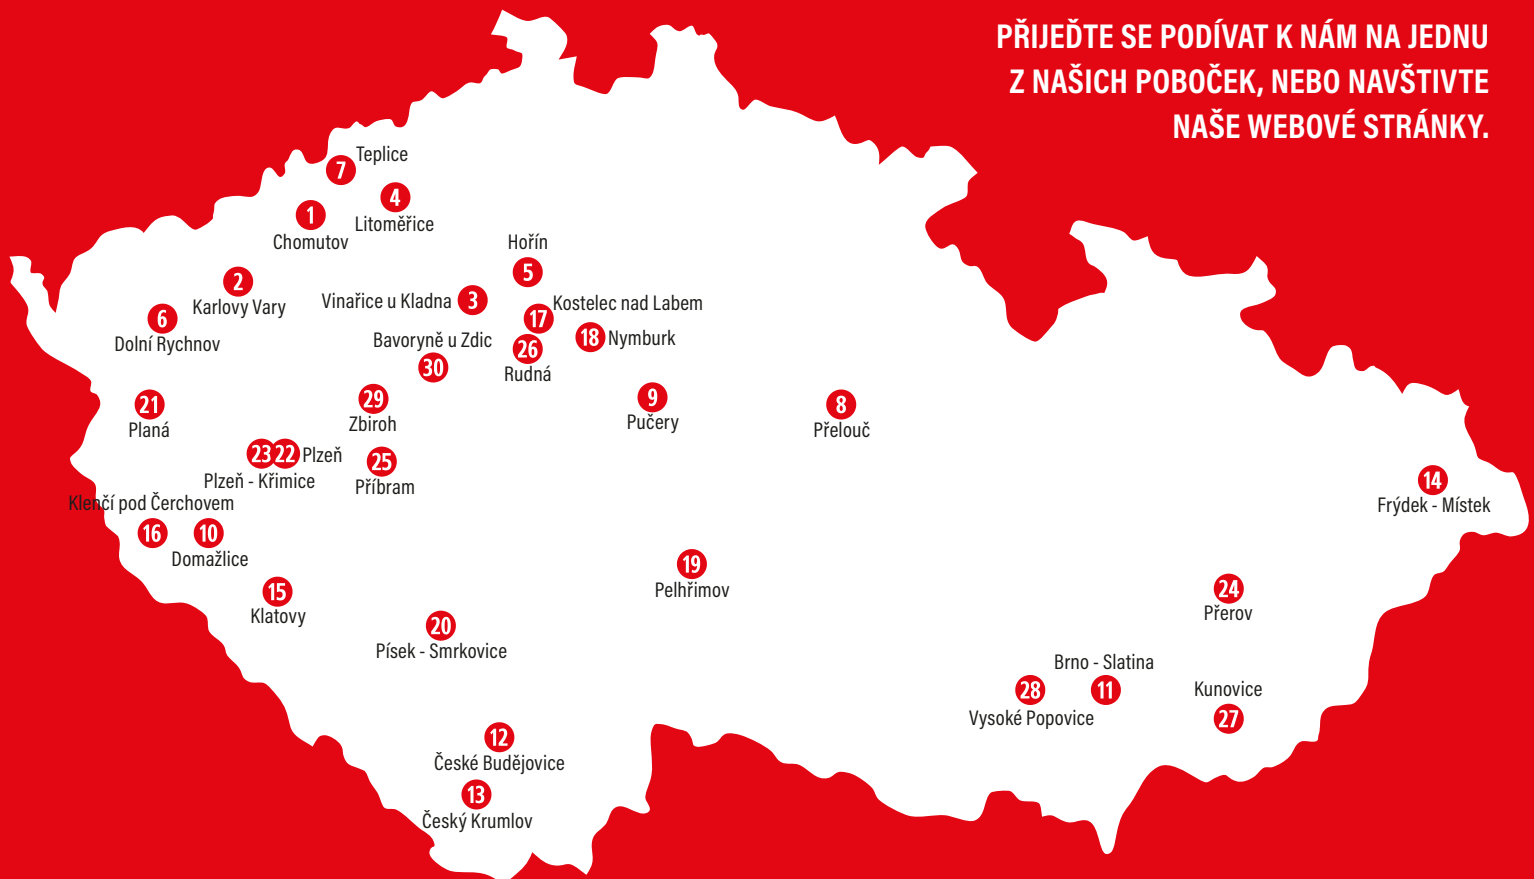 PŘIJEĎTE SE PODÍVAT K NÁM NA JEDNU
Z NAŠICH POBOČEK, NEBO NAVŠTIVTE
NAŠE WEBOVÉ STRÁNKY.
7 Teplice
4
Litoměřice
1
Chomutov
Hořín
5
2
Karlovy Vary
Vinařice u Kladna 3
Kostelec nad Labem
17
6
Dolní Rychnov
18 Nymburk
Bavoryně u Zdic
30
26
Rudná
21
Planá
29
Zbiroh
9
Pučery
8
Přelouč
23 22 Plzeň
Plzeň - Křimice
25
Příbram
14
Frýdek - Místek
Klenčí pod Čerchovem
16
10
Domažlice
19
Pelhřimov
15
Klatovy
24
Přerov
20
Písek - Smrkovice
Brno - Slatina
11
28
Vysoké Popovice
Kunovice
27
12
České Budějovice
13
Český Krumlov